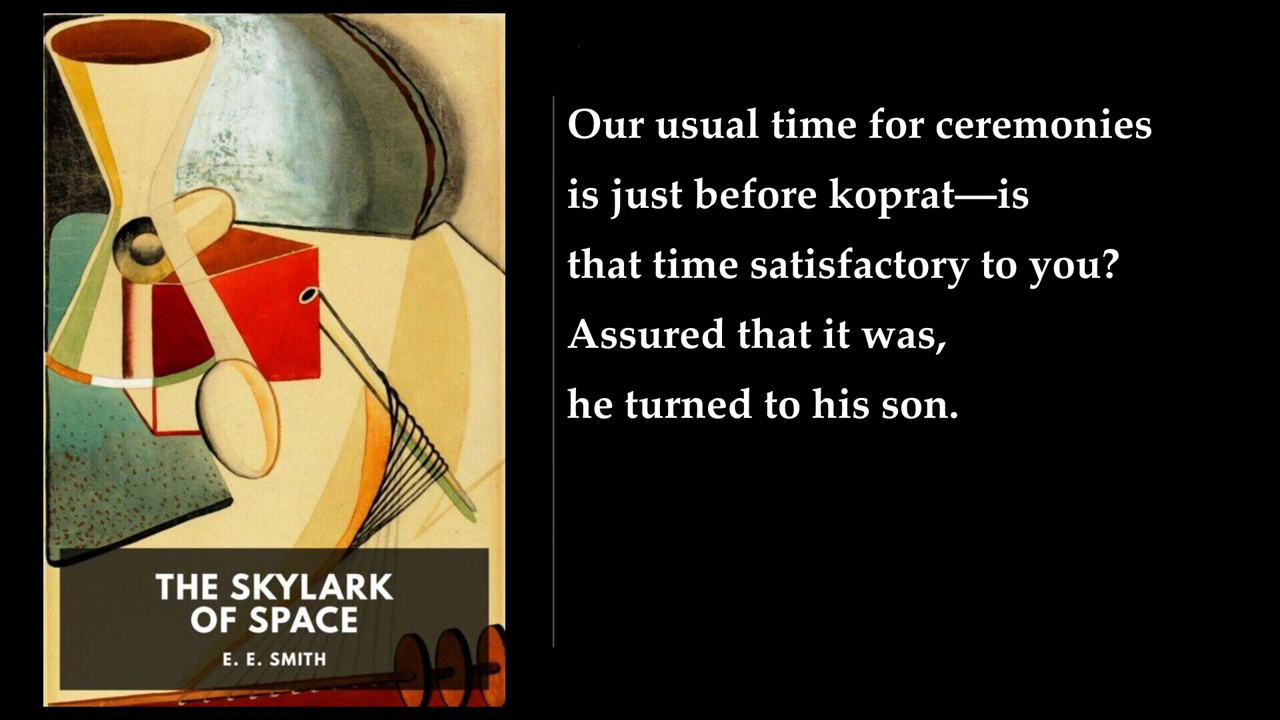 THE SKYLARK
OF SPACE
E. E. SMITH
Our usual time for ceremonies
is just before koprat—is
that time satisfactory to you?
Assured that it was,
he turned to his son.